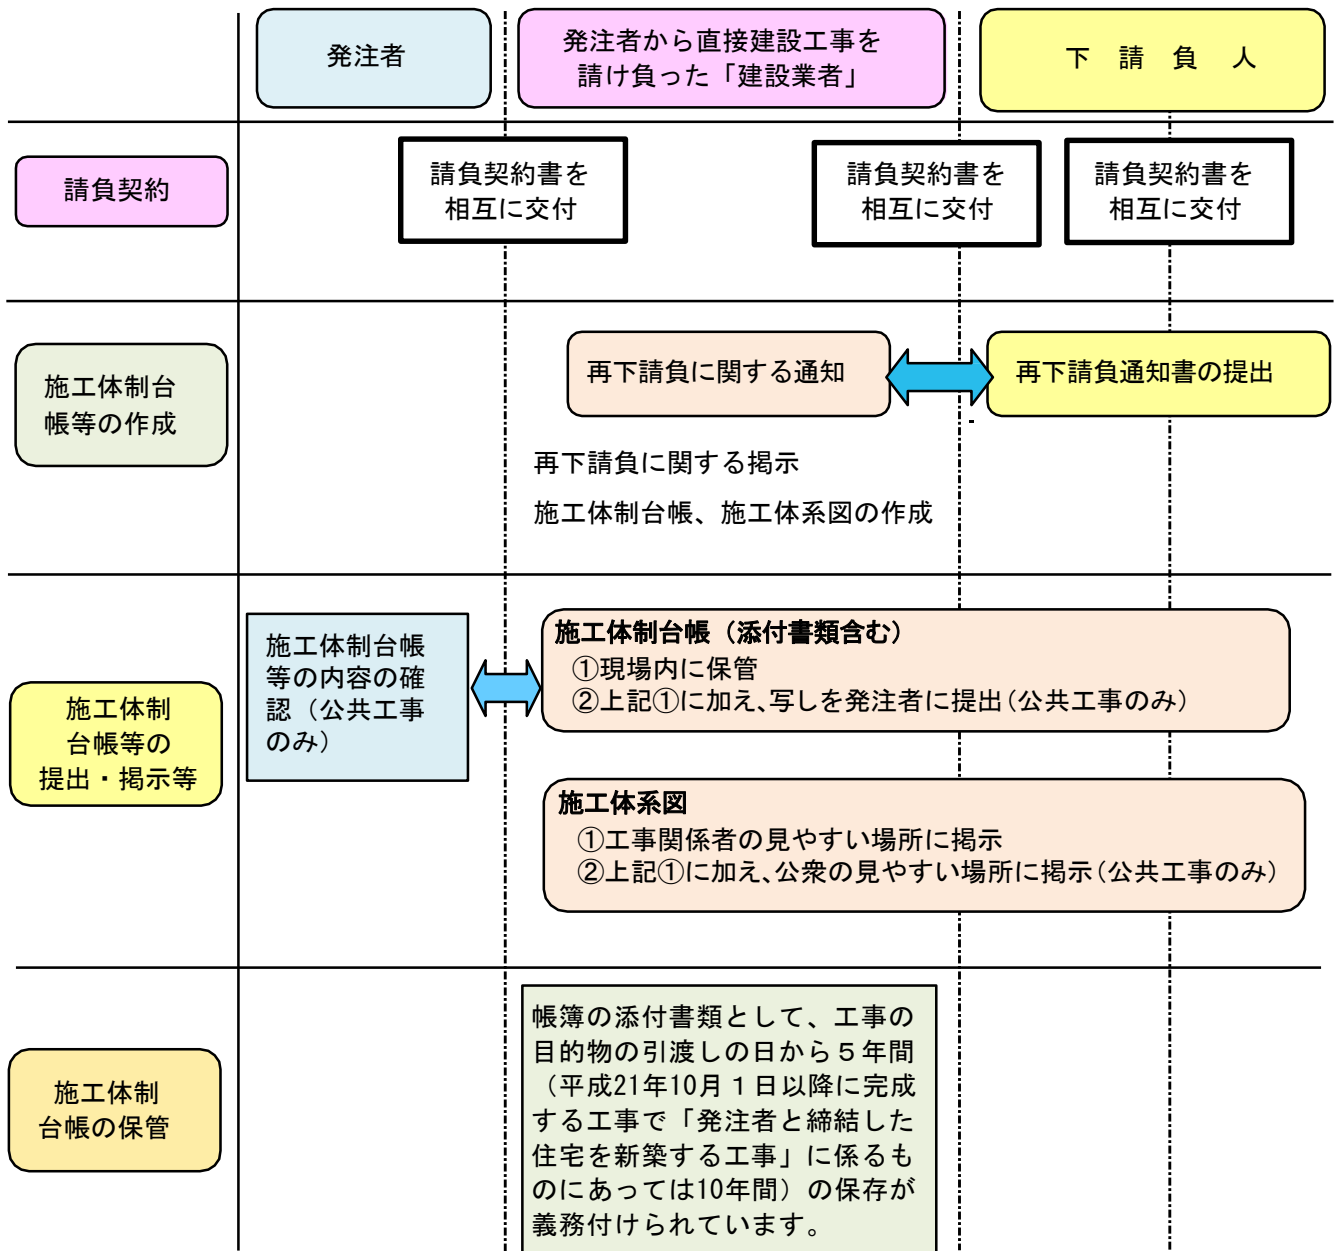 発注者
発注者から直接建設工事を
請け負った「建設業者」
下 請 負 人
請負契約
請負契約書を
相互に交付
請負契約書を
相互に交付
請負契約書を
相互に交付
施工体制台
帳等の作成
再下請負に関する通知
再下請負通知書の提出
再下請負に関する掲示
施工体制台帳、施工体系図の作成
施工体制
台帳等の
提出・掲示等
施工体制台帳
等の内容の確
認（公共工事
のみ）
施工体制台帳（添付書類含む）
①現場内に保管
②上記①に加え、写しを発注者に提出（公共工事のみ）
施工体系図
①工事関係者の見やすい場所に掲示
②上記①に加え、公衆の見やすい場所に掲示（公共工事のみ）
施工体制
台帳の保管
帳簿の添付書類として、工事の
目的物の引渡しの日から５年間
（平成21年10月１日以降に完成
する工事で「発注者と締結した
住宅を新築する工事」に係るも
のにあっては10年間）の保存が
義務付けられています。